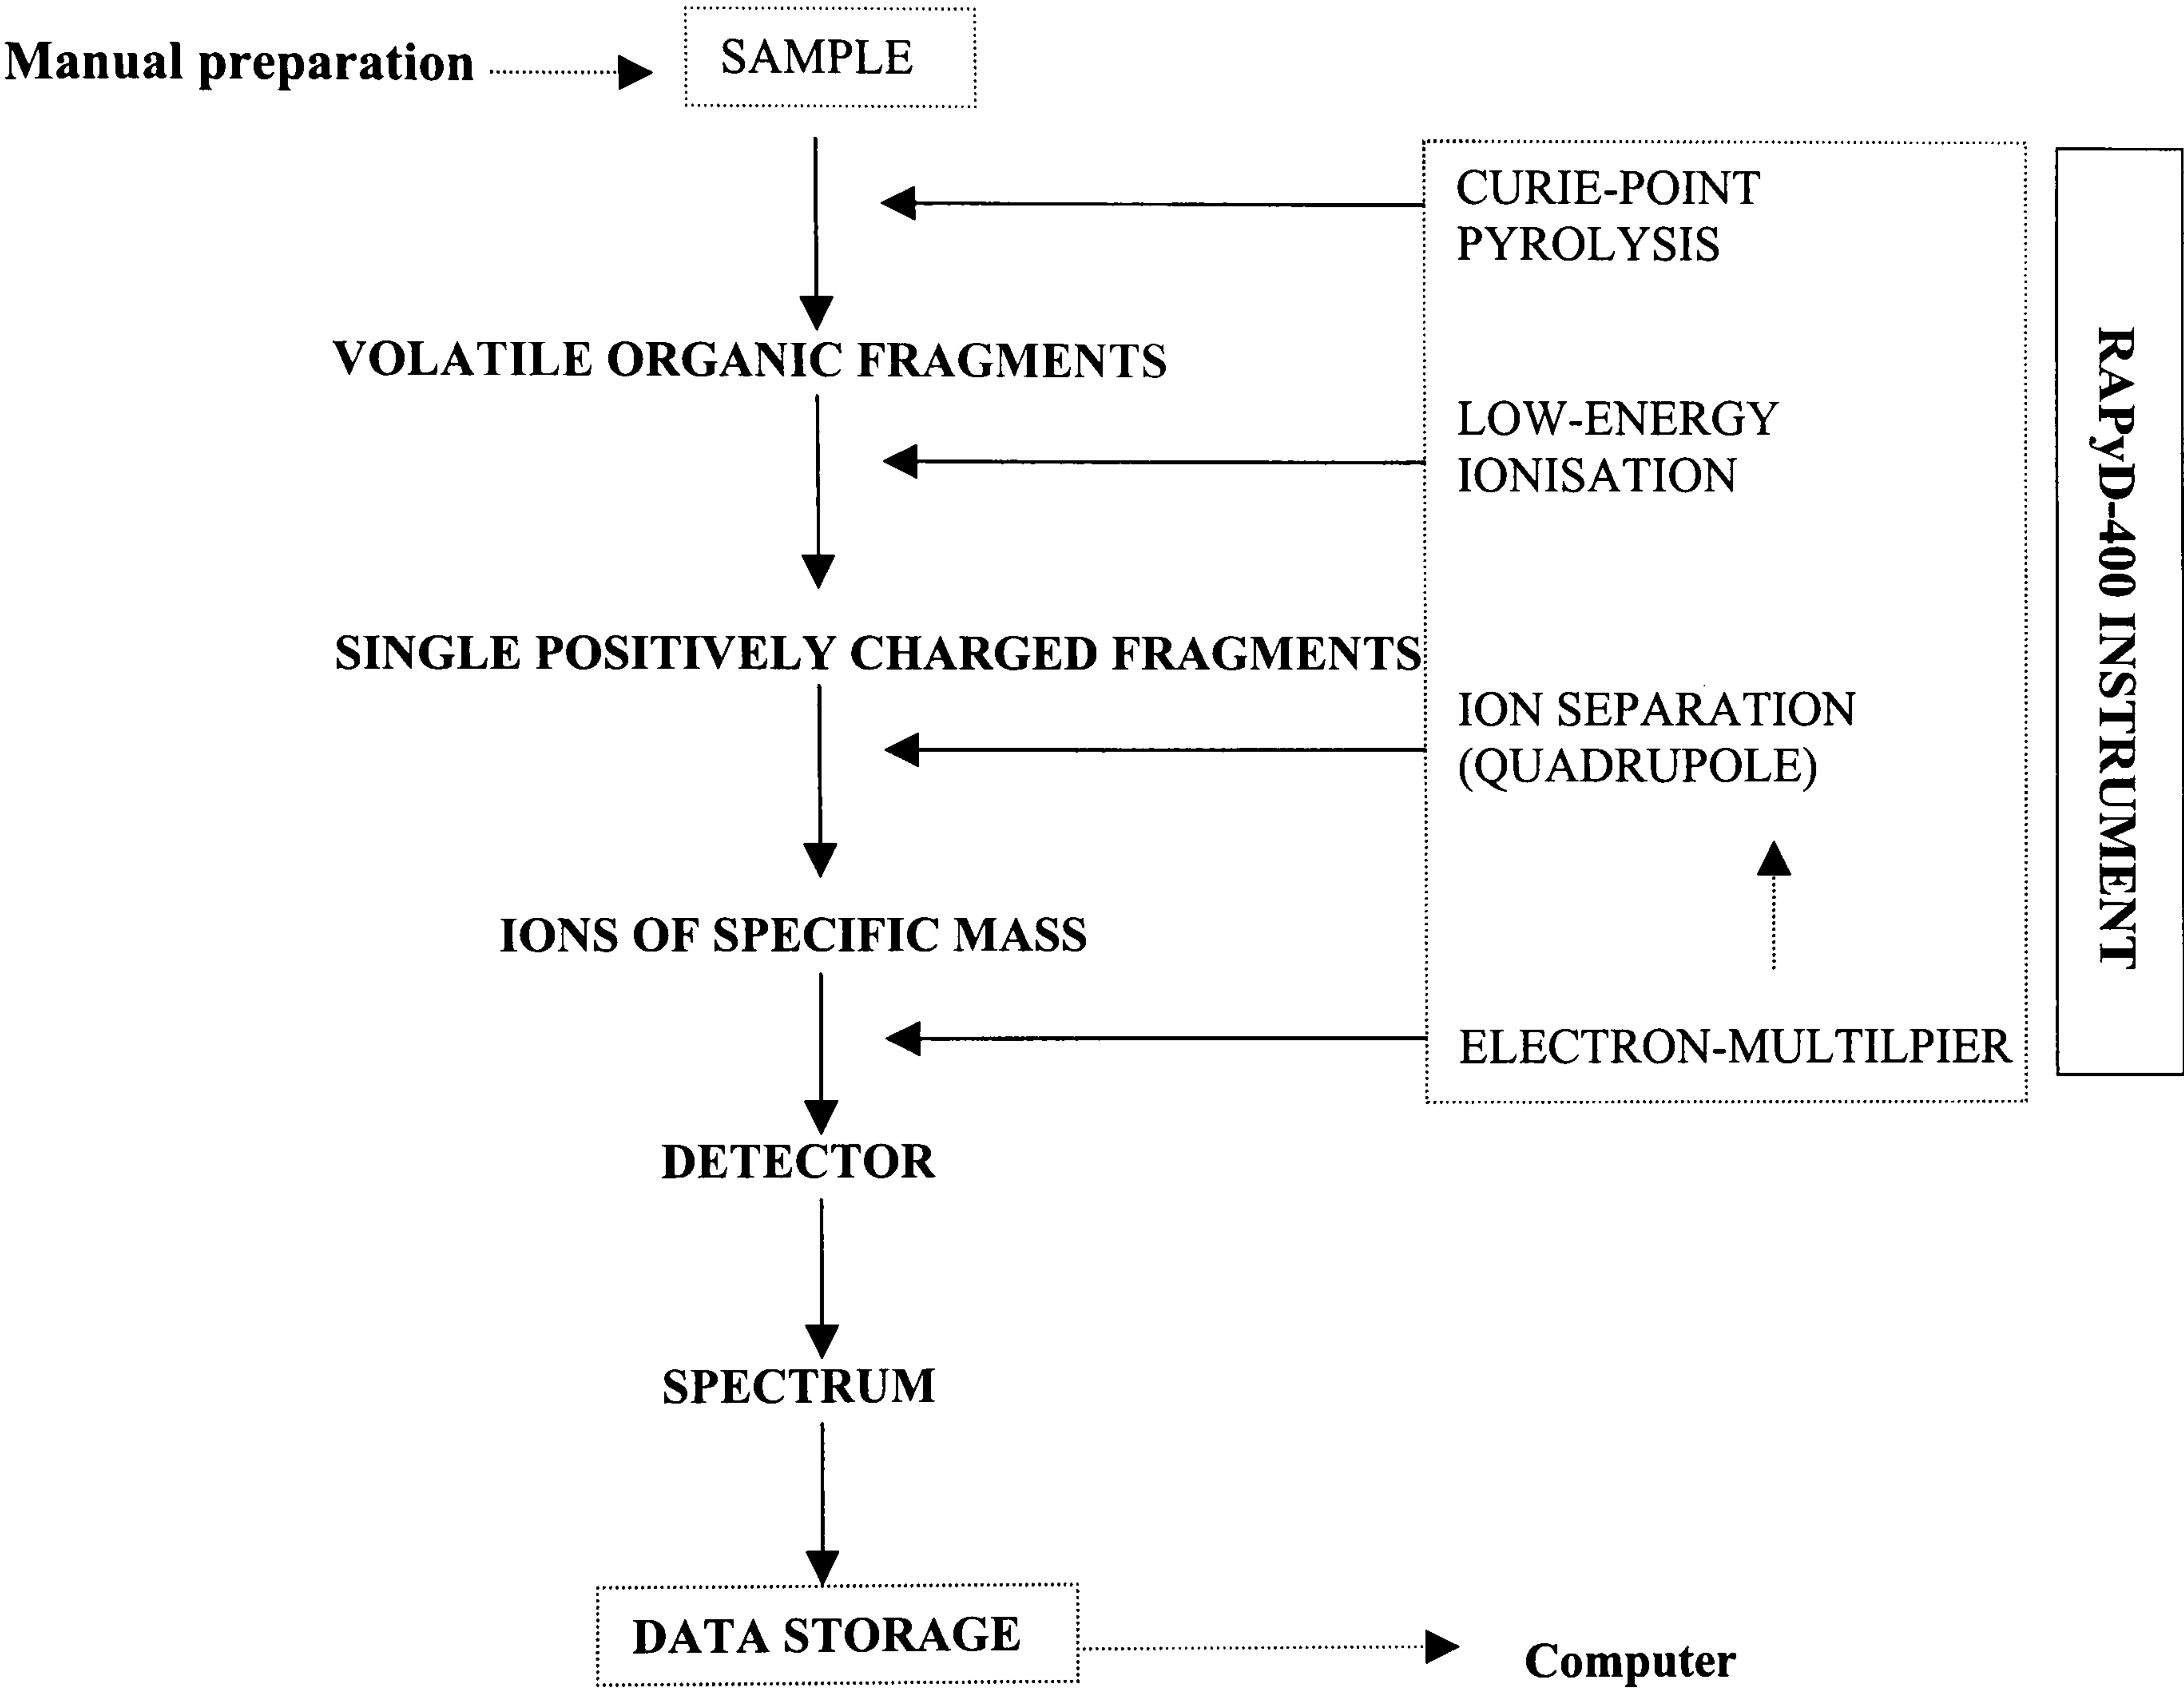 Manual preparation
SAMPLE
CURIE-POINT
PYROLYSIS
VOLATILE ORGANIC FRAGMENTS
LOW-ENERGY
IONISATION
SINGLE POSITIVELY CHARGED FRAGMENTS
ION SEPARATION
(QUADRUPOLE)
IONS OF SPECIFIC MASS
ELECTRON-MULTILPIER
RAPyD-400 INSTRUMENT
DETECTOR
SPECTRUM
DATA STORAGE
Computer